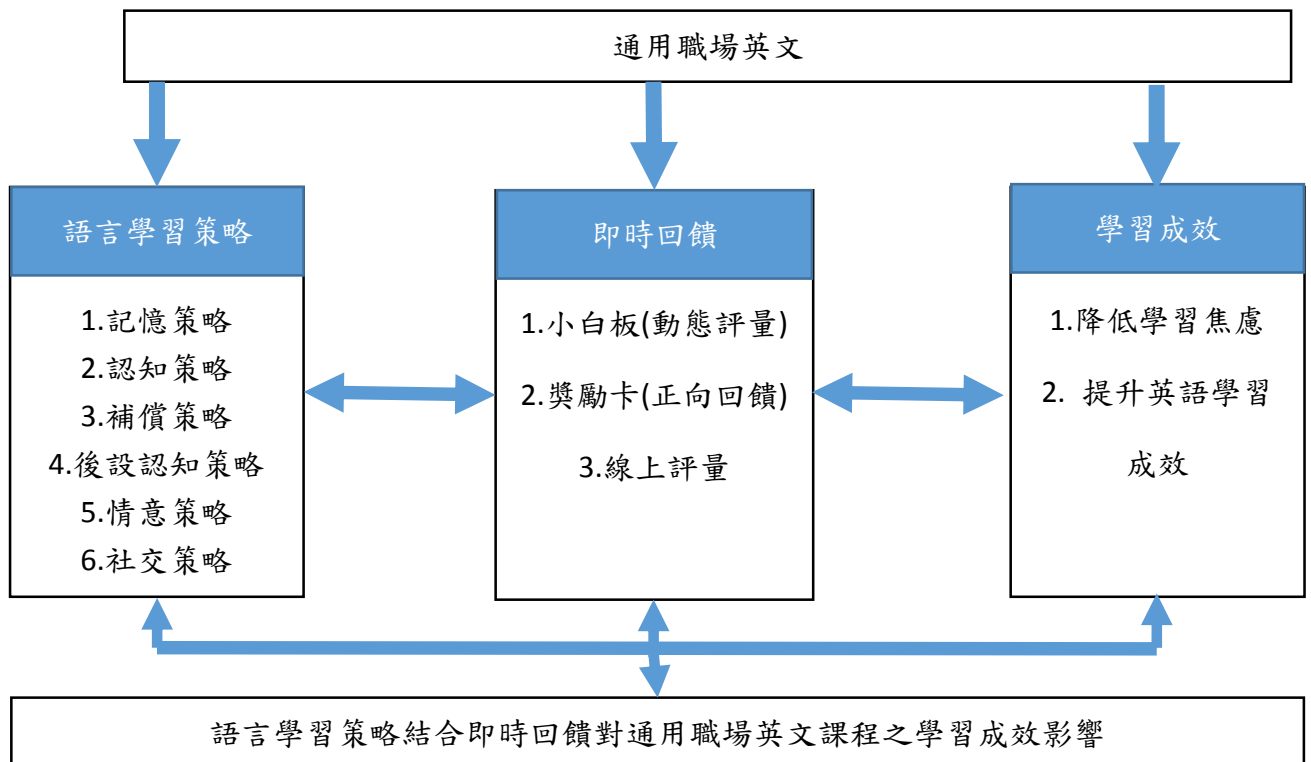 通用職場英文
語言學習策略
1.記憶策略
2.認知策略
3.補償策略
4.後設認知策略
5.情意策略
6.社交策略
即時回饋
1.小白板(動態評量)
2.獎勵卡(正向回饋)
3.線上評量
學習成效
1.降低學習焦慮
2. 提升英語學習
成效
語言學習策略結合即時回饋對通用職場英文課程之學習成效影響